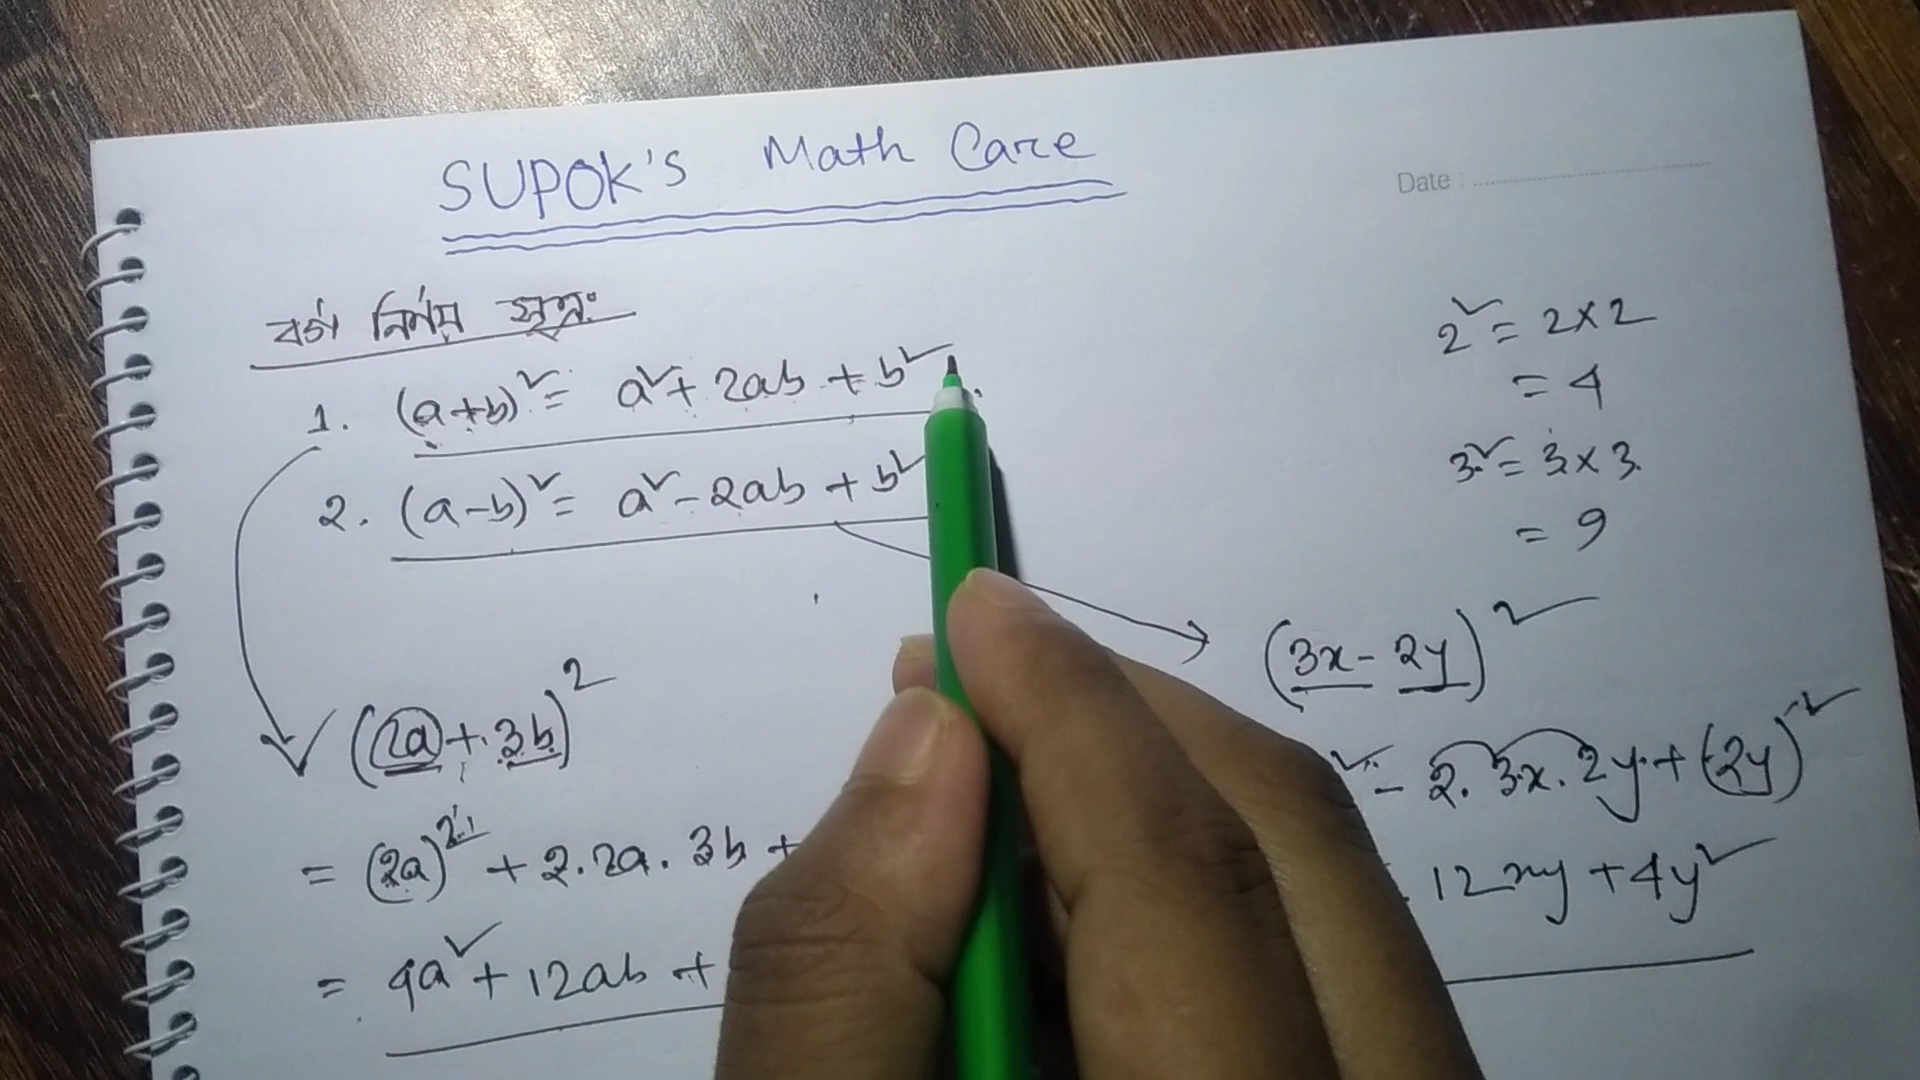 SUPOK's Math Care
Date :
বর্গ নির্ণয় সূত্রঃ
1. (a+b)² = a² + 2ab + b²
2. (a-b)² = a² - 2ab + b²
(2a + 3b)²
= (2a)² + 2.2a.3b +
= 4a² + 12ab +
2² = 2×2
= 4
3² = 3×3
= 9
(3x - 2y)²
² - 2.3x.2y + (2y)²
12xy + 4y²